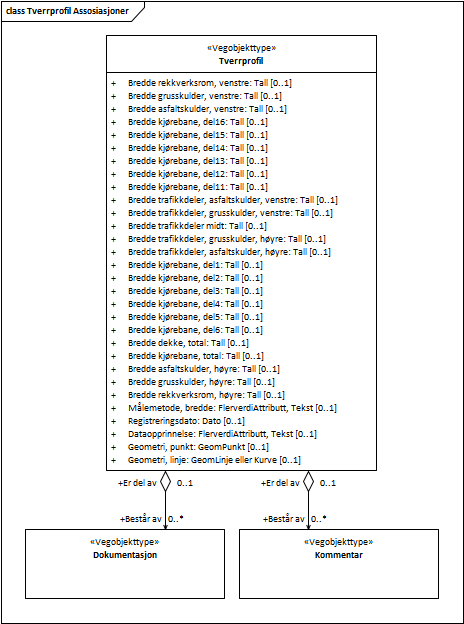 class Tverrprofil Assosiasjoner
«Vegobjekttype»
Tverrprofil
+ Bredde rekkverksrom, venstre: Tall [0..1]
+ Bredde grusskulder, venstre: Tall [0..1]
+ Bredde asfaltskulder, venstre: Tall [0..1]
+ Bredde kjørebane, del16: Tall [0..1]
+ Bredde kjørebane, del15: Tall [0..1]
+ Bredde kjørebane, del14: Tall [0..1]
+ Bredde kjørebane, del13: Tall [0..1]
+ Bredde kjørebane, del12: Tall [0..1]
+ Bredde kjørebane, del11: Tall [0..1]
+ Bredde trafikkdeler, asfaltskulder, venstre: Tall [0..1]
+ Bredde trafikkdeler, grusskulder, venstre: Tall [0..1]
+ Bredde trafikkdeler midt: Tall [0..1]
+ Bredde trafikkdeler, grusskulder, høyre: Tall [0..1]
+ Bredde trafikkdeler, asfaltskulder, høyre: Tall [0..1]
+ Bredde kjørebane, del1: Tall [0..1]
+ Bredde kjørebane, del2: Tall [0..1]
+ Bredde kjørebane, del3: Tall [0..1]
+ Bredde kjørebane, del4: Tall [0..1]
+ Bredde kjørebane, del5: Tall [0..1]
+ Bredde kjørebane, del6: Tall [0..1]
+ Bredde dekke, total: Tall [0..1]
+ Bredde kjørebane, total: Tall [0..1]
+ Bredde asfaltskulder, høyre: Tall [0..1]
+ Bredde grusskulder, høyre: Tall [0..1]
+ Bredde rekkverksrom, høyre: Tall [0..1]
+ Målemetode, bredde: FlerverdiAttributt, Tekst [0..1]
+ Registreringsdato: Dato [0..1]
+ Dataopprinnelse: FlerverdiAttributt, Tekst [0..1]
+ Geometri, punkt: GeomPunkt [0..1]
+ Geometri, linje: GeomLinje eller Kurve [0..1]
+Er del av 0..1 +Er del av 0..1
+Består av 0..* +Består av 0..*
«Vegobjekttype»
Dokumentasjon
«Vegobjekttype»
Kommentar